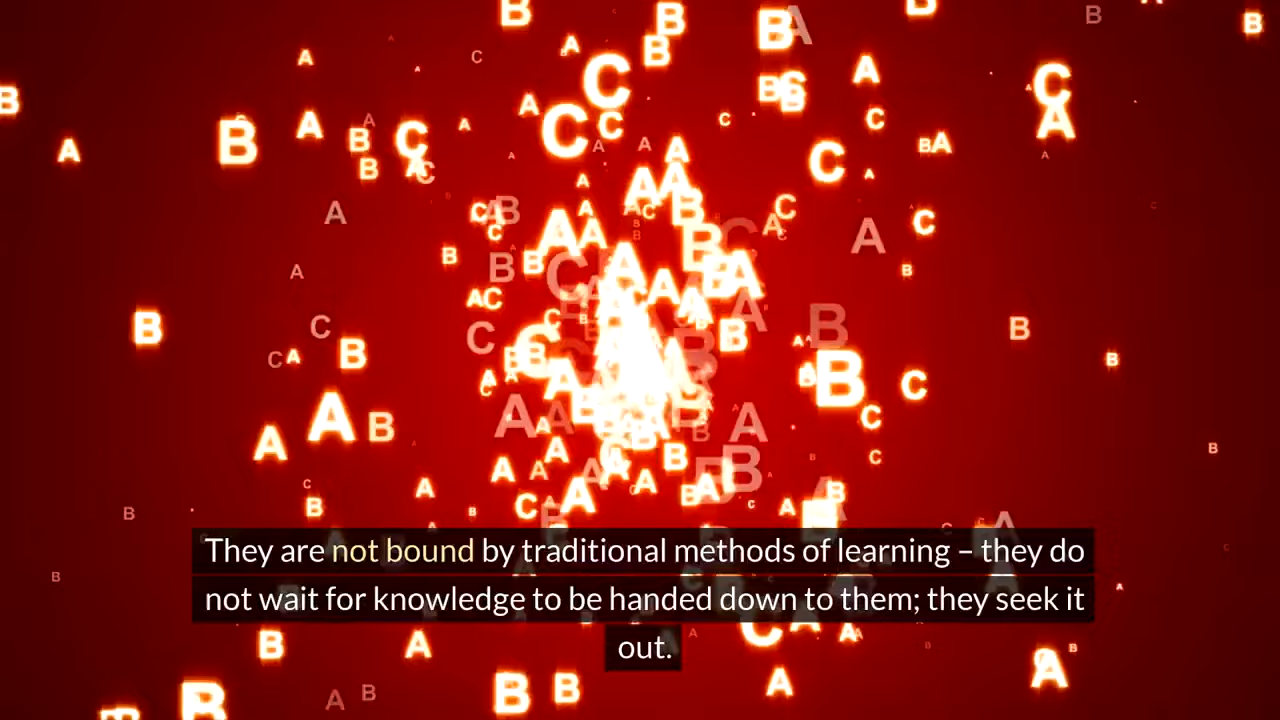 They are not bound by traditional methods of learning – they do
not wait for knowledge to be handed down to them; they seek it
out.